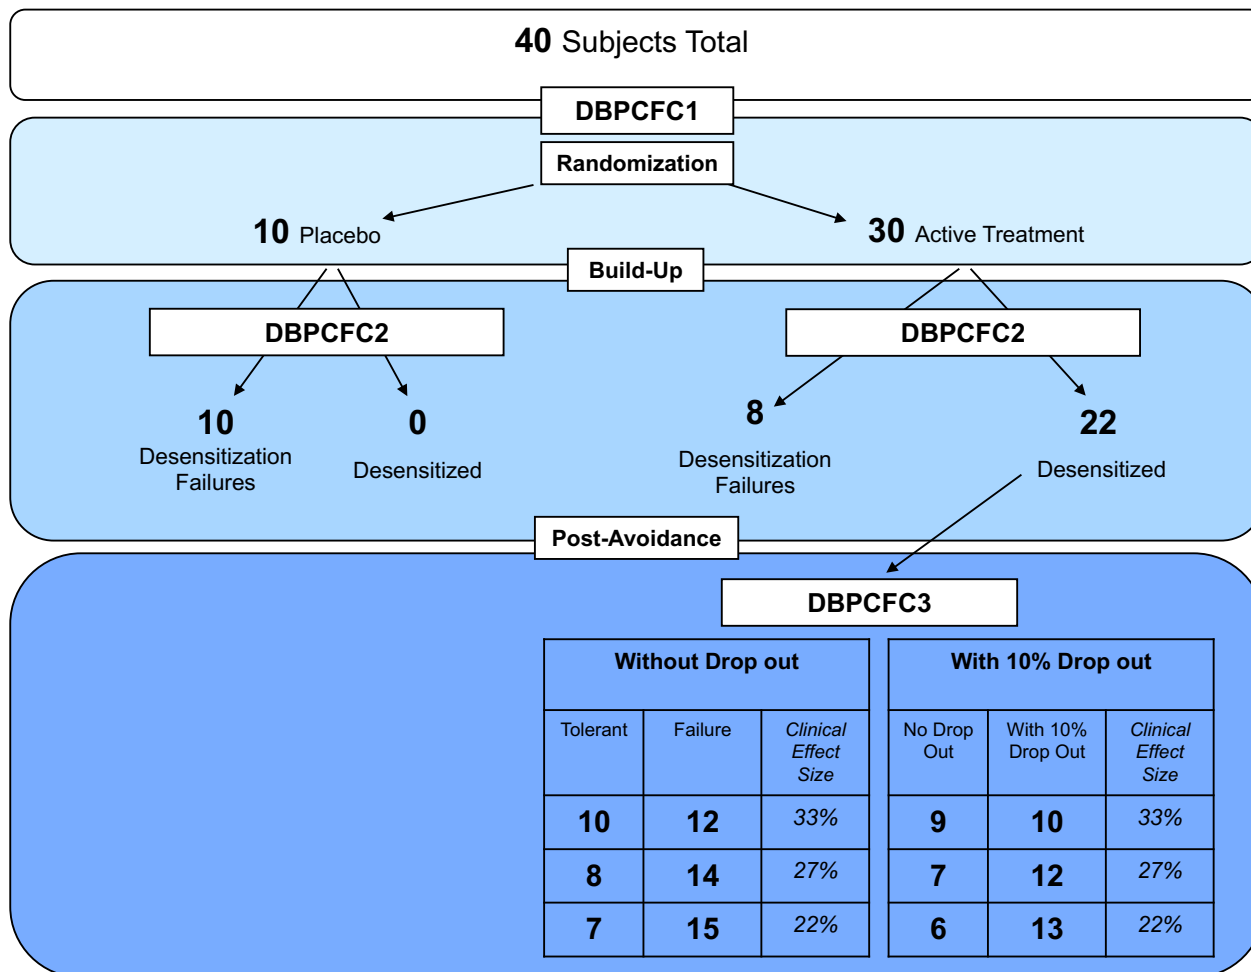 40 Subjects Total
DBPCFC1
Randomization
10 Placebo
30 Active Treatment
Build-Up
DBPCFC2
DBPCFC2
10
Desensitization
Failures
0
Desensitized
8
Desensitization
Failures
22
Desensitized
Post-Avoidance
DBPCFC3
Without Drop out
Tolerant Failure Clinical
Effect
Size
10 12 33%
8 14 27%
7 15 22%
With 10% Drop out
No Drop
Out
With 10%
Drop Out
Clinical
Effect
Size
9 10 33%
7 12 27%
6 13 22%